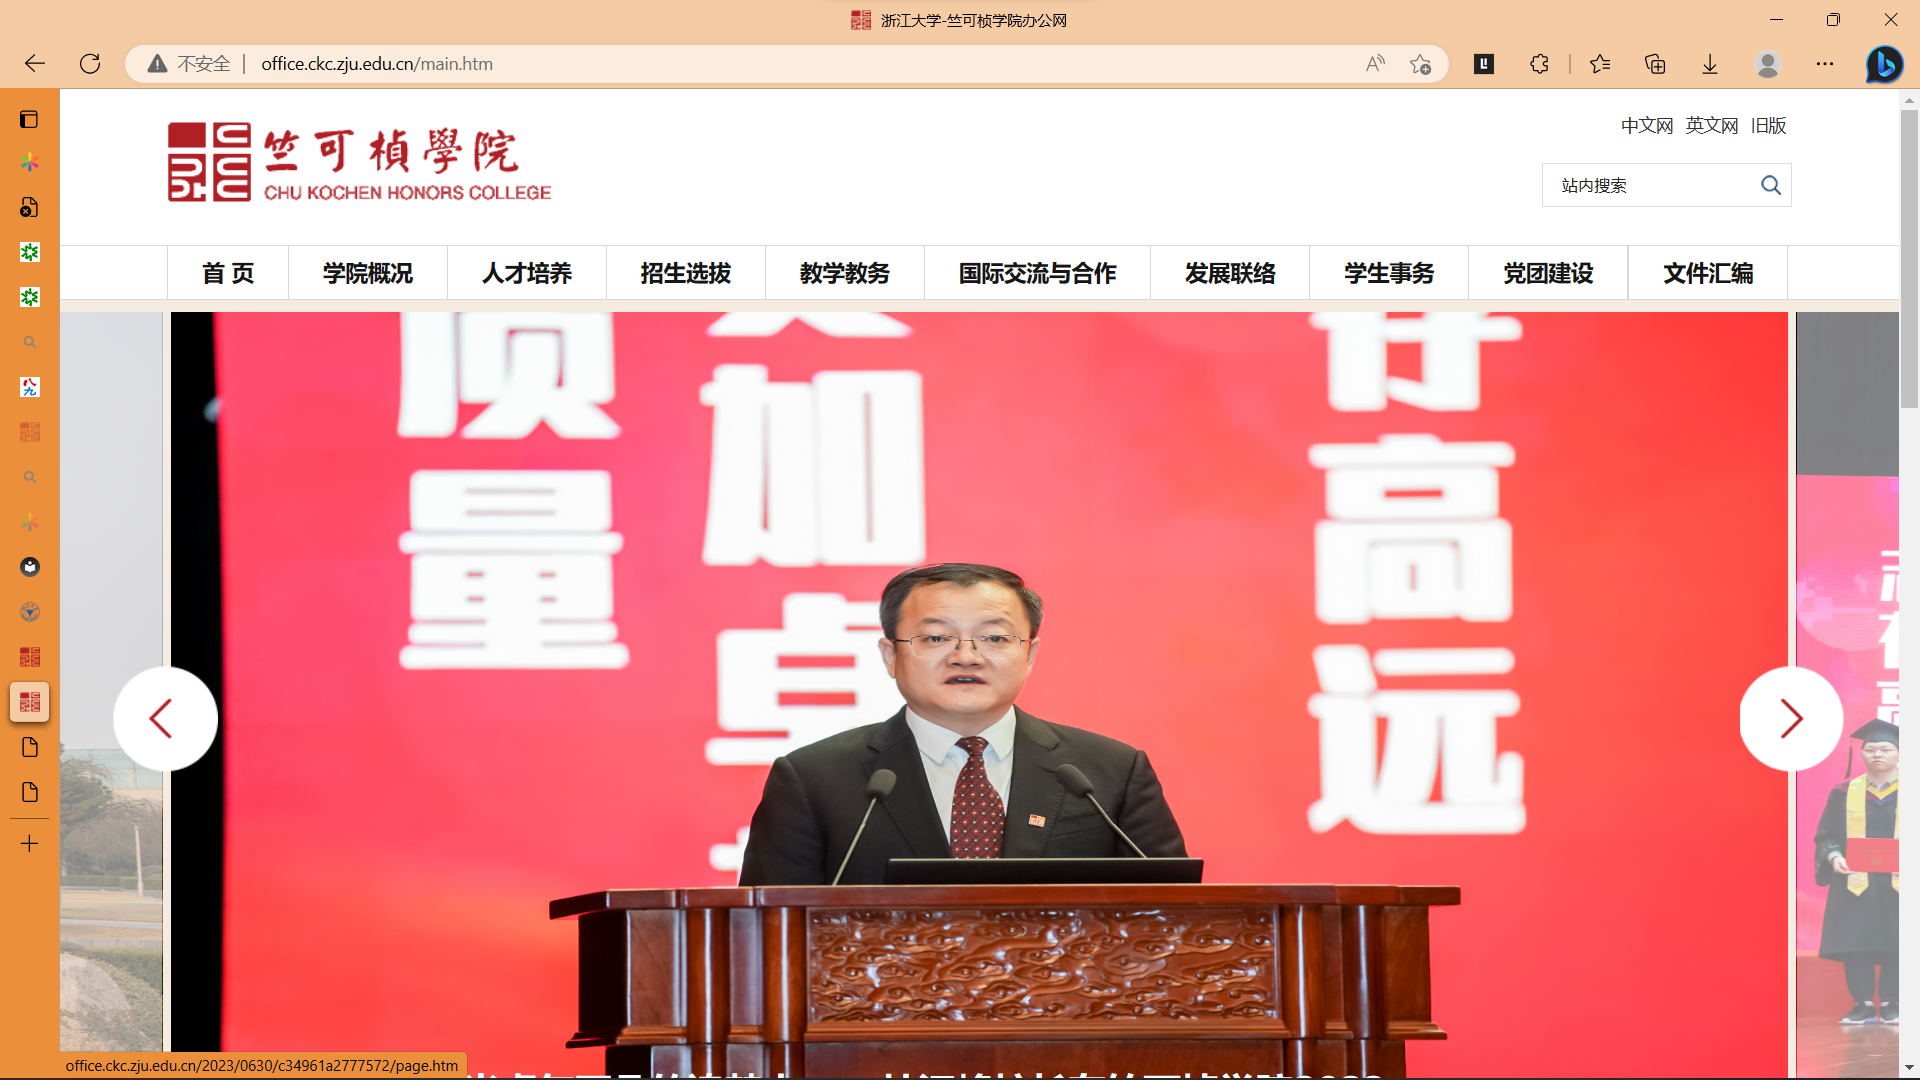 浙江大学-竺可桢学院办公网
不安全 office.ckc.zju.edu.cn/main.htm
竺可楨學院
CHU KOCHEN HONORS COLLEGE
中文网 英文网 旧版
站内搜索
首 页 学院概况 人才培养 招生选拔 教学教务 国际交流与合作 发展联络 学生事务 党团建设 文件汇编
质量
如卓
存高远
office.ckc.zju.edu.cn/2023/0630/c34961a2777572/page.htm